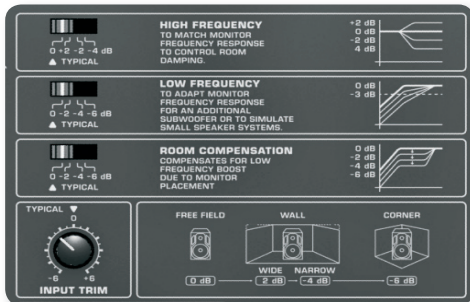 HIGH FREQUENCY
TO MATCH MONITOR
FREQUENCY RESPONSE
TO CONTROL ROOM
DAMPING.
0 +2 -2 -4 dB
▲ TYPICAL
+2 dB
0 dB
-2 dB
4 dB
LOW FREQUENCY
TO ADAPT MONITOR
FREQUENCY RESPONSE
FOR AN ADDITIONAL
SUBWOOFER OR TO SIMULATE
SMALL SPEAKER SYSTEMS.
0 -2 -4 -6 dB
▲ TYPICAL
0 dB
-3 dB
ROOM COMPENSATION
COMPENSATES FOR LOW
FREQUENCY BOOST
DUE TO MONITOR
PLACEMENT
0 -2 -4 -6 dB
▲ TYPICAL
0 dB
-2 dB
-4 dB
-6 dB
TYPICAL ▼
0
-6 +6
INPUT TRIM
FREE FIELD WALL CORNER
WIDE NARROW
0 dB 2 dB -4 dB -6 dB